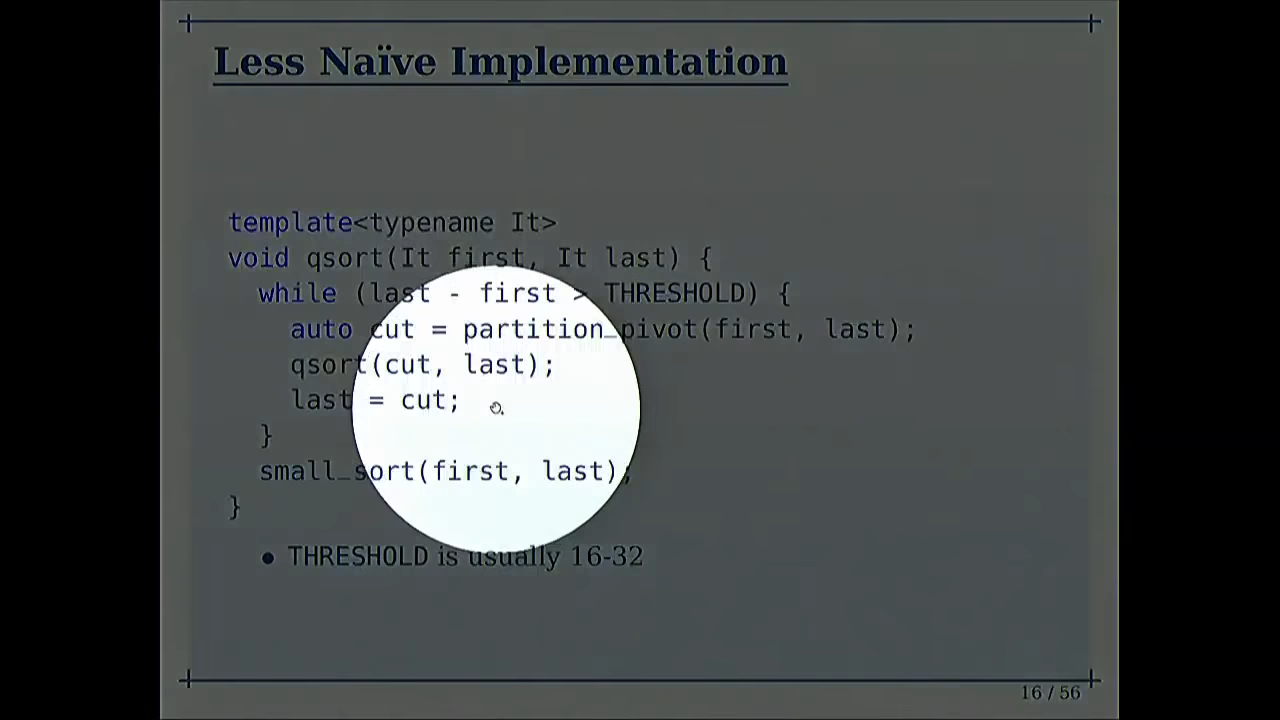 Less Naïve Implementation
template<typename It>
void qsort(It first, It last) {
while (last - first > THRESHOLD) {
auto cut = partition_pivot(first, last);
qsort(cut, last);
last = cut;
}
small_sort(first, last);
}
• THRESHOLD is usually 16-32
16 / 56